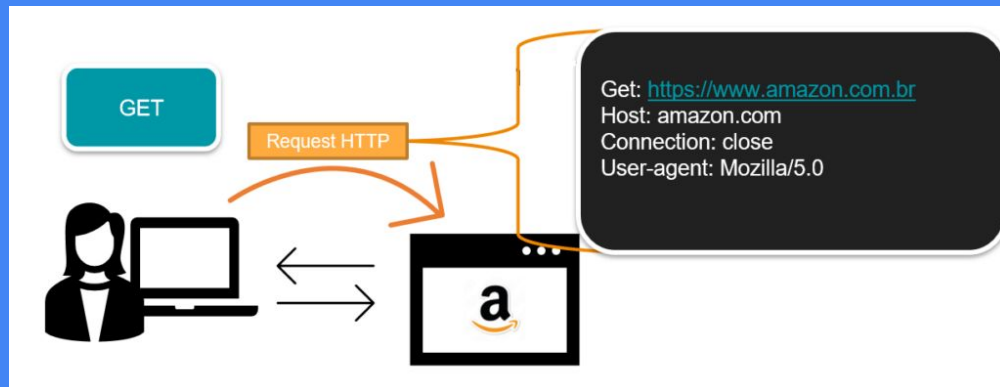 GET
Request HTTP
Get: https://www.amazon.com.br
Host: amazon.com
Connection: close
User-agent: Mozilla/5.0
a